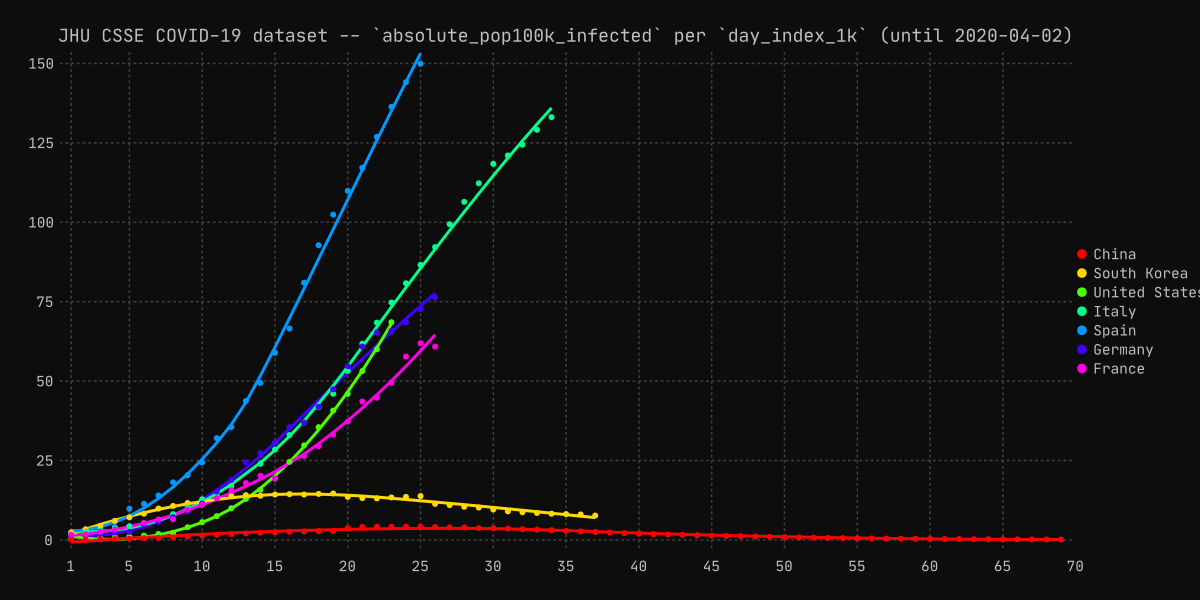 JHU CSSE COVID-19 dataset -- `absolute_pop100k_infected` per `day_index_1k` (until 2020-04-02)
150
125
100
75
50
25
0
1 5 10 15 20 25 30 35 40 45 50 55 60 65 70
China
South Korea
United States
Italy
Spain
Germany
France